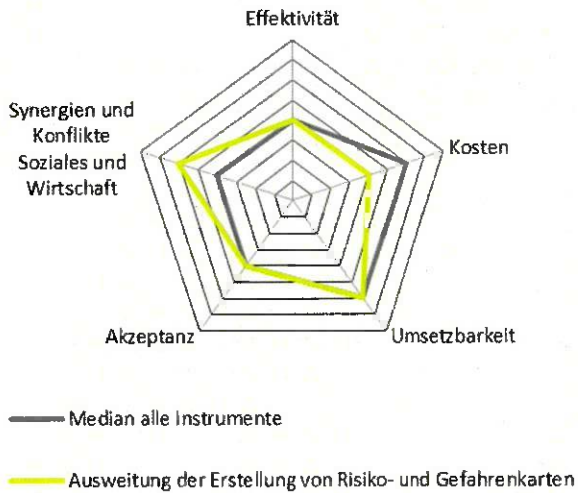 Effektivität
Synergien und
Konflikte
Soziales und
Wirtschaft
Kosten
Akzeptanz
Umsetzbarkeit
Median alle Instrumente
Ausweitung der Erstellung von Risiko- und Gefahrenkarten